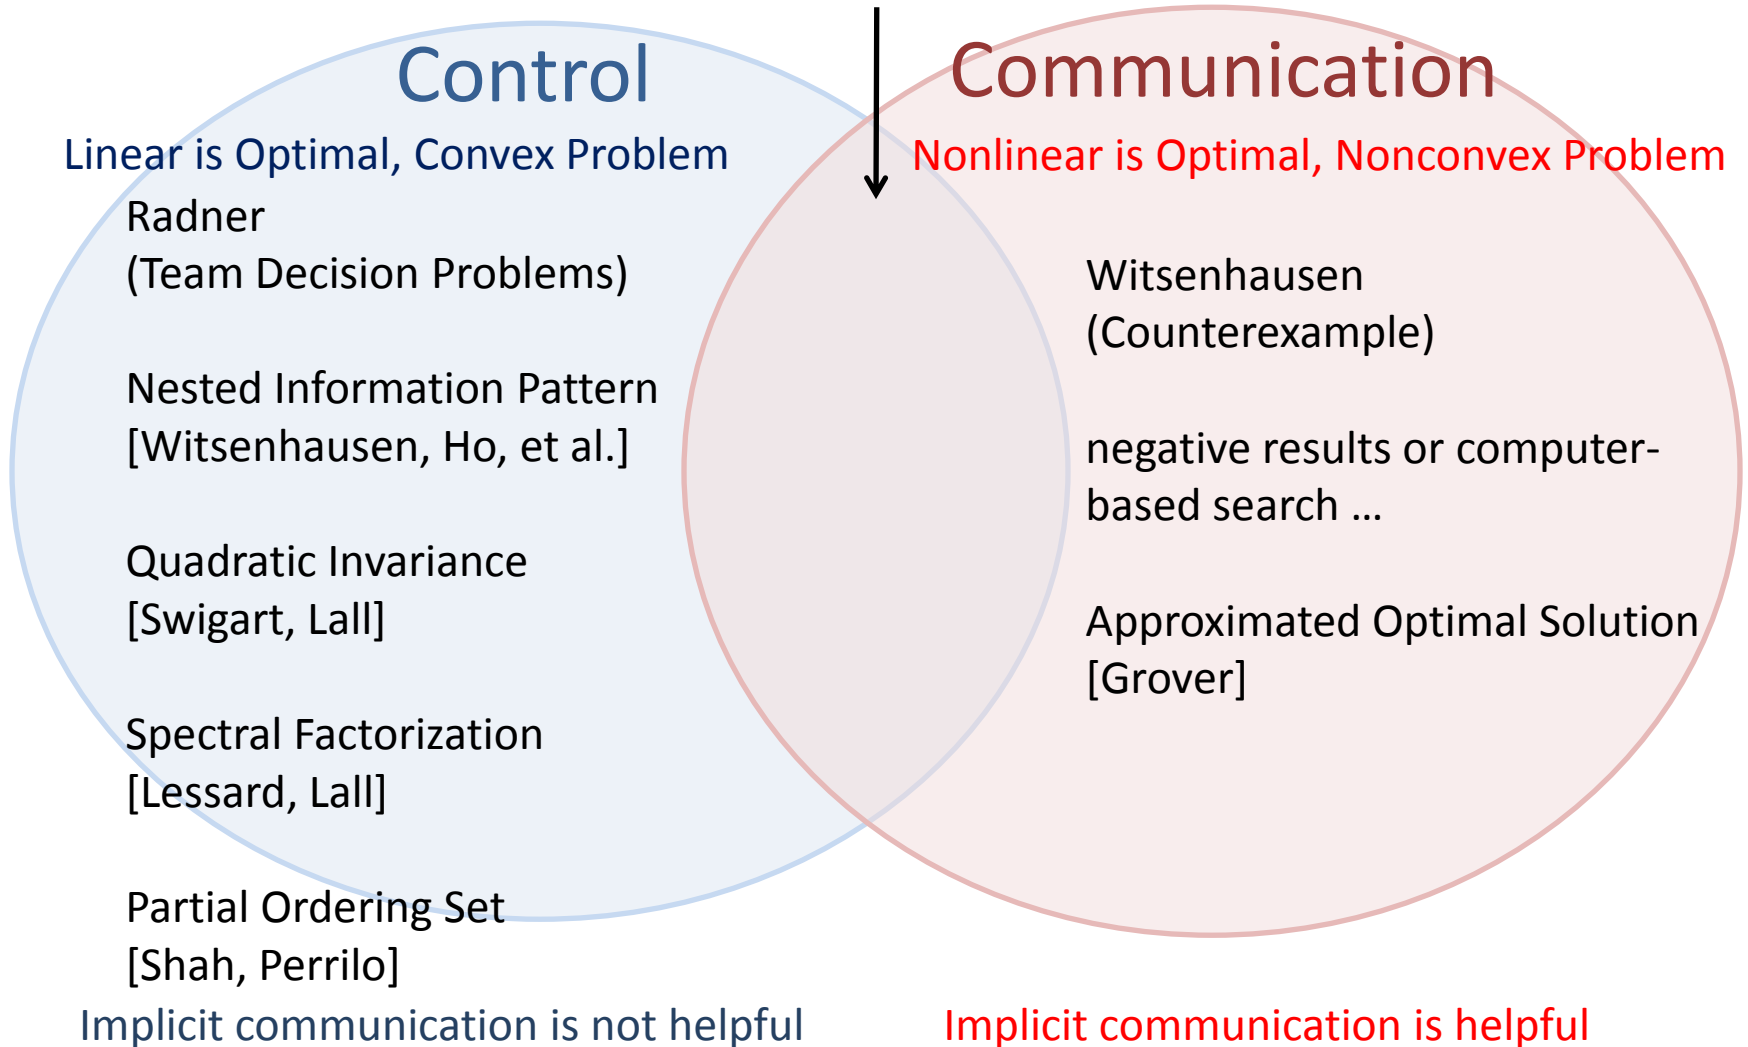 Control
Linear is Optimal, Convex Problem
Radner
(Team Decision Problems)
Nested Information Pattern
[Witsenhausen, Ho, et al.]
Quadratic Invariance
[Swigart, Lall]
Spectral Factorization
[Lessard, Lall]
Partial Ordering Set
[Shah, Perrilo]
Implicit communication is not helpful
Communication
Nonlinear is Optimal, Nonconvex Problem
Witsenhausen
(Counterexample)
negative results or computer-
based search …
Approximated Optimal Solution
[Grover]
Implicit communication is helpful